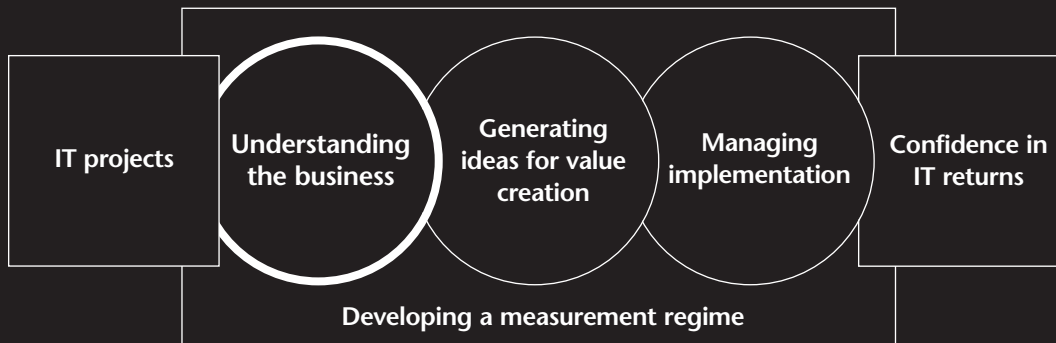 IT projects
Understanding
the business
Generating
ideas for value
creation
Managing
implementation
Confidence in
IT returns
Developing a measurement regime